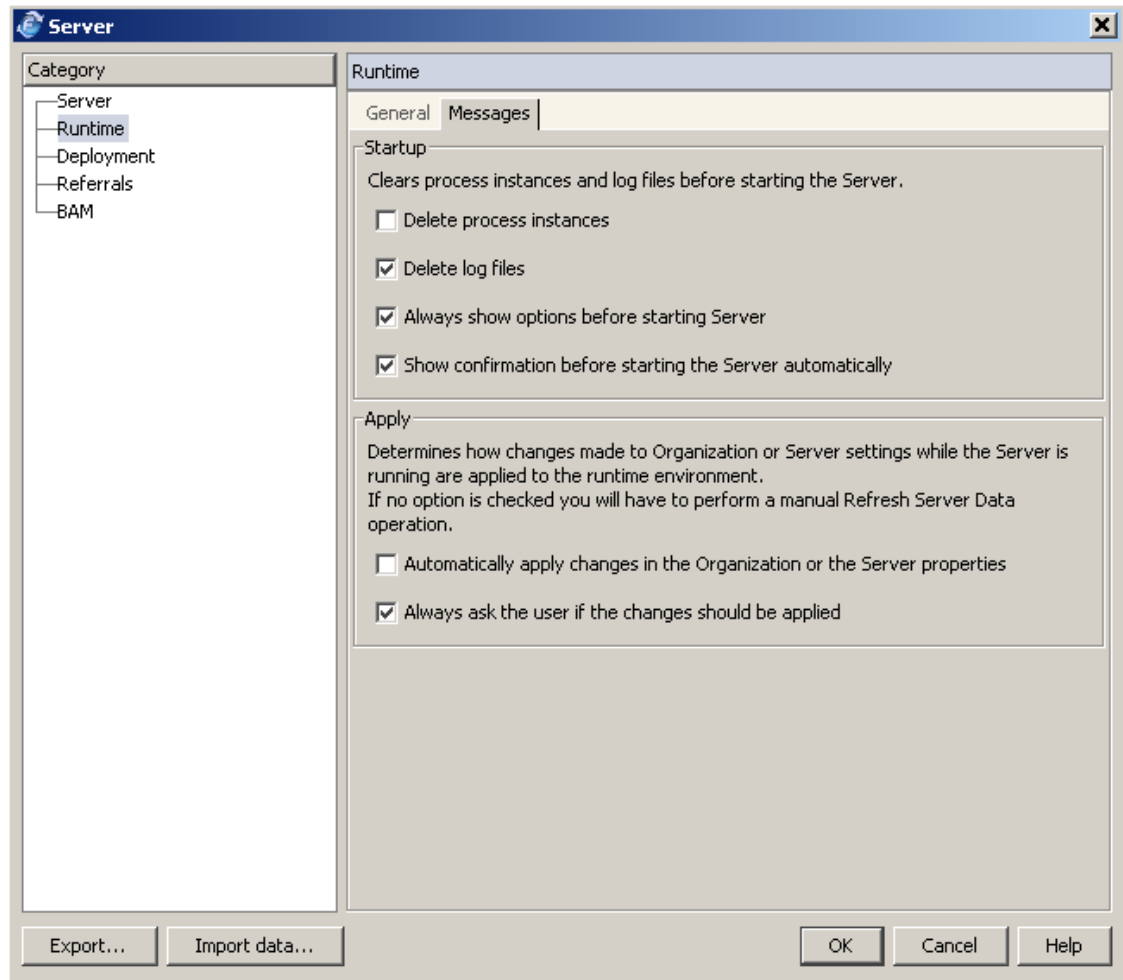 Server
Category
Server
Runtime
Deployment
Referrals
BAM
Runtime
General Messages
Startup
Clears process instances and log files before starting the Server.
Delete process instances
Delete log files
Always show options before starting Server
Show confirmation before starting the Server automatically
Apply
Determines how changes made to Organization or Server settings while the Server is
running are applied to the runtime environment.
If no option is checked you will have to perform a manual Refresh Server Data
operation.
Automatically apply changes in the Organization or the Server properties
Always ask the user if the changes should be applied
Export... Import data... OK Cancel Help